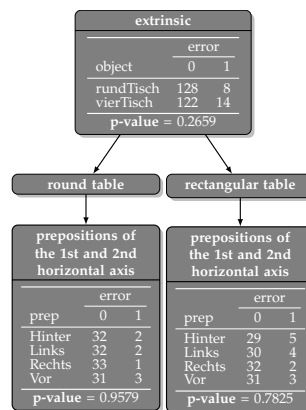 extrinsic
error
object 0 1
rundTisch 128 8
vierTisch 122 14
p-value = 0.2659
round table
rectangular table
prepositions of
the 1st and 2nd
horizontal axis
error
prep 0 1
Hinter 32 2
Links 32 2
Rechts 33 1
Vor 31 3
p-value = 0.9579
prepositions of
the 1st and 2nd
horizontal axis
error
prep 0 1
Hinter 29 5
Links 30 4
Rechts 32 2
Vor 31 3
p-value = 0.7825